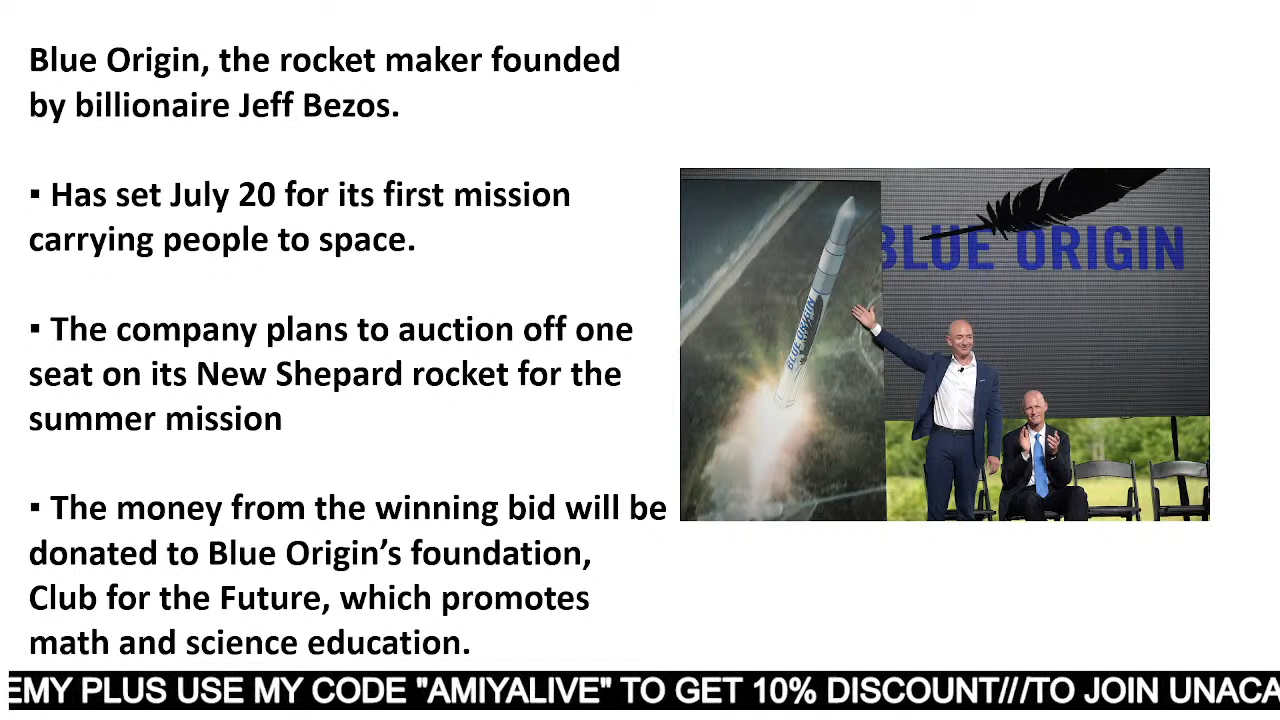 Blue Origin, the rocket maker founded
by billionaire Jeff Bezos.
▪ Has set July 20 for its first mission
carrying people to space.
▪ The company plans to auction off one
seat on its New Shepard rocket for the
summer mission
▪ The money from the winning bid will be
donated to Blue Origin’s foundation,
Club for the Future, which promotes
math and science education.
BLUE ORIGIN
BLUE ORIGIN
EMY PLUS USE MY CODE "AMIYALIVE" TO GET 10% DISCOUNT///TO JOIN UNACA